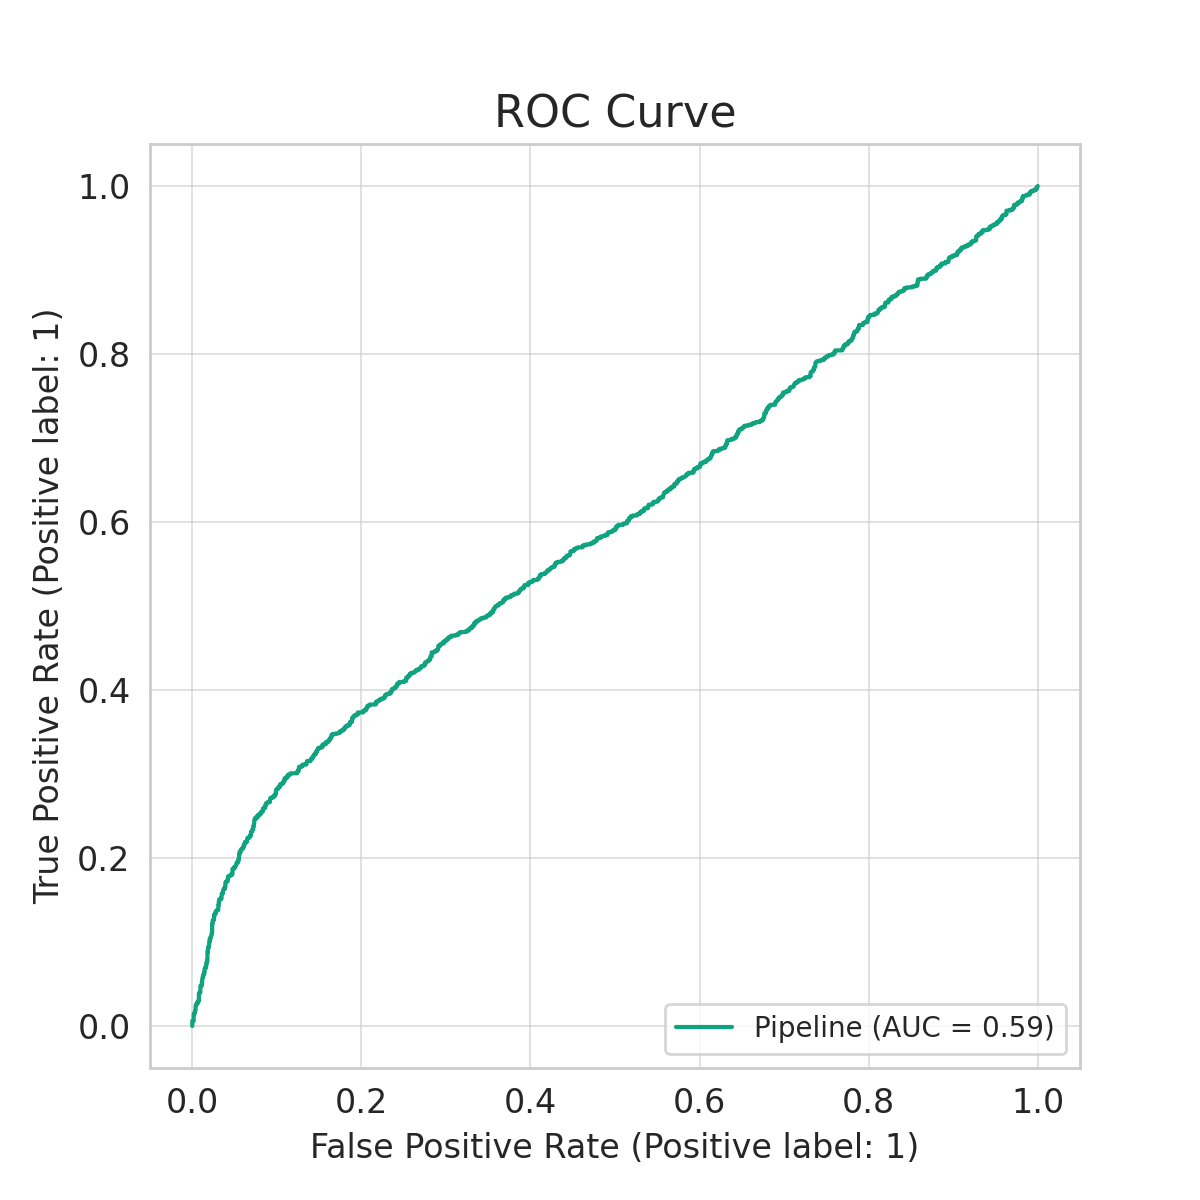 ROC Curve
True Positive Rate (Positive label: 1)
1.0
0.8
0.6
0.4
0.2
0.0
Pipeline (AUC = 0.59)
0.0 0.2 0.4 0.6 0.8 1.0
False Positive Rate (Positive label: 1)